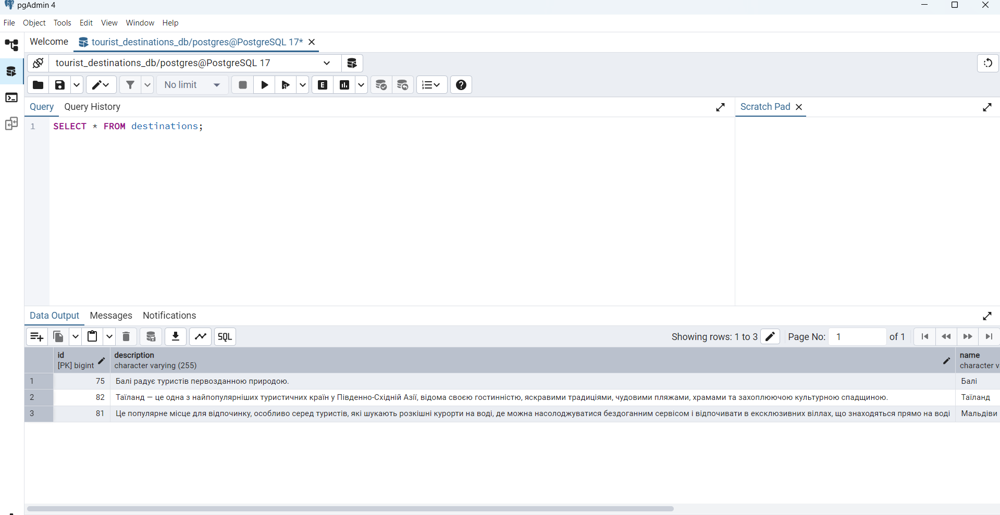 pgAdmin 4
File Object Tools Edit View Window Help
Welcome tourist_destinations_db/postgres@PostgreSQL 17*
tourist_destinations_db/postgres@PostgreSQL 17
No limit E
Query Query History Scratch Pad
1 SELECT * FROM destinations;
Data Output Messages Notifications
SQL Showing rows: 1 to 3 Page No: 1 of 1
id description name
[PK] bigint character varying (255) character v
1 75 Балі радує туристів первозданною природою. Балі
2 82 Таїланд — це одна з найпопулярніших туристичних країн у Південно-Східній Азії, відома своєю гостинністю, яскравими традиціями, чудовими пляжами, храмами та захоплюючою культурною спадщиною. Таїланд
3 81 Це популярне місце для відпочинку, особливо серед туристів, які шукають розкішні курорти на воді, де можна насолоджуватися бездоганним сервісом і відпочивати в ексклюзивних віллах, що знаходяться прямо на воді Мальдіви